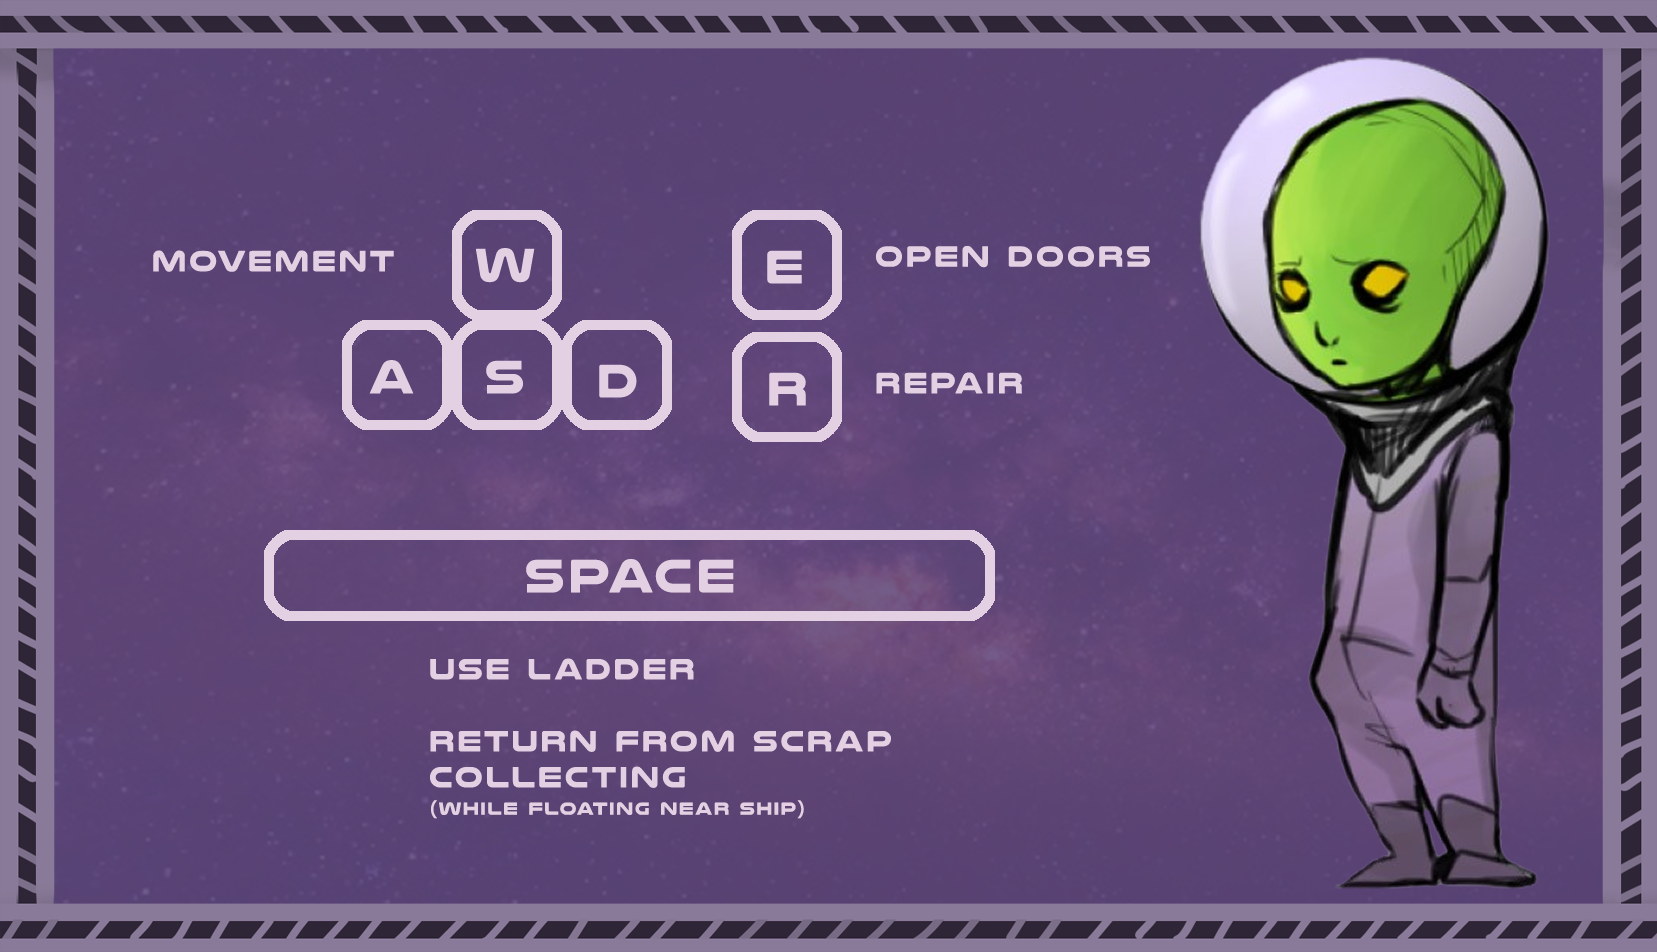 MOVEMENT
W
A S D
E
OPEN DOORS
R
REPAIR
SPACE
USE LADDER
RETURN FROM SCRAP
COLLECTING
(WHILE FLOATING NEAR SHIP)